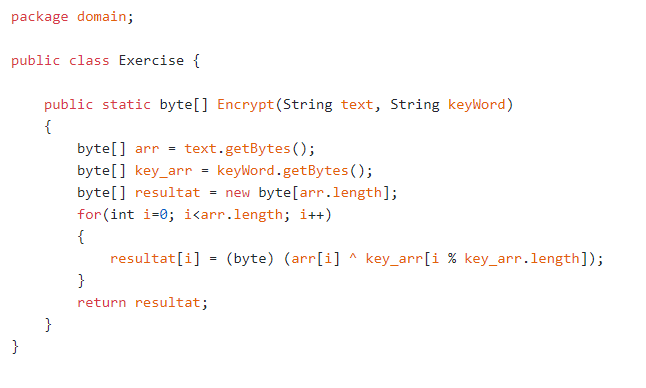 package domain;

public class Exercise {

    public static byte[] Encrypt(String text, String keyWord)
    {
        byte[] arr = text.getBytes();
        byte[] key_arr = keyWord.getBytes();
        byte[] resultat = new byte[arr.length];
        for(int i=0; i<arr.length; i++)
        {
            resultat[i] = (byte) (arr[i] ^ key_arr[i % key_arr.length]);
        }
        return resultat;
    }
}